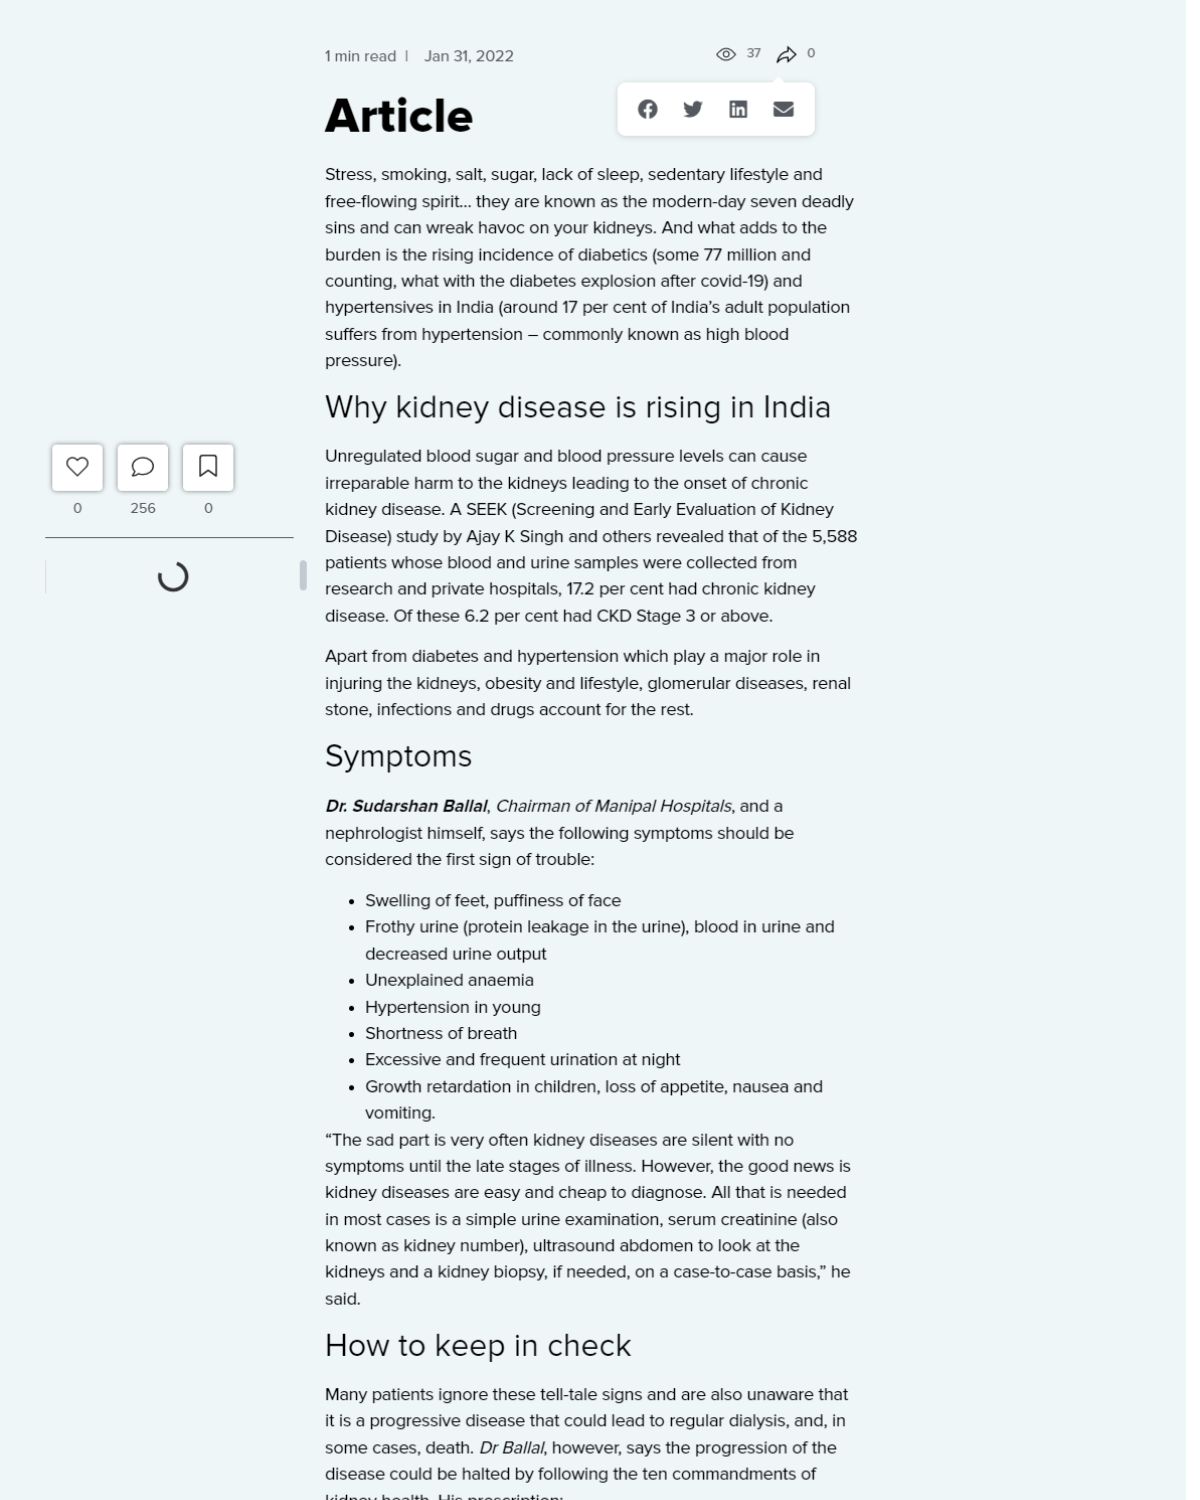 1 min read | Jan 31, 2022 37 0
Article
Stress, smoking, salt, sugar, lack of sleep, sedentary lifestyle and
free-flowing spirit... they are known as the modern-day seven deadly
sins and can wreak havoc on your kidneys. And what adds to the
burden is the rising incidence of diabetics (some 77 million and
counting, what with the diabetes explosion after covid-19) and
hypertensives in India (around 17 per cent of India’s adult population
suffers from hypertension – commonly known as high blood
pressure).
Why kidney disease is rising in India
0 256 0
Unregulated blood sugar and blood pressure levels can cause
irreparable harm to the kidneys leading to the onset of chronic
kidney disease. A SEEK (Screening and Early Evaluation of Kidney
Disease) study by Ajay K Singh and others revealed that of the 5,588
patients whose blood and urine samples were collected from
research and private hospitals, 17.2 per cent had chronic kidney
disease. Of these 6.2 per cent had CKD Stage 3 or above.
Apart from diabetes and hypertension which play a major role in
injuring the kidneys, obesity and lifestyle, glomerular diseases, renal
stone, infections and drugs account for the rest.
Symptoms
Dr. Sudarshan Ballal, Chairman of Manipal Hospitals, and a
nephrologist himself, says the following symptoms should be
considered the first sign of trouble:
• Swelling of feet, puffiness of face
• Frothy urine (protein leakage in the urine), blood in urine and
decreased urine output
• Unexplained anaemia
• Hypertension in young
• Shortness of breath
• Excessive and frequent urination at night
• Growth retardation in children, loss of appetite, nausea and
vomiting.
“The sad part is very often kidney diseases are silent with no
symptoms until the late stages of illness. However, the good news is
kidney diseases are easy and cheap to diagnose. All that is needed
in most cases is a simple urine examination, serum creatinine (also
known as kidney number), ultrasound abdomen to look at the
kidneys and a kidney biopsy, if needed, on a case-to-case basis,” he
said.
How to keep in check
Many patients ignore these tell-tale signs and are also unaware that
it is a progressive disease that could lead to regular dialysis, and, in
some cases, death. Dr Ballal, however, says the progression of the
disease could be halted by following the ten commandments of
kidney health. His prescription: